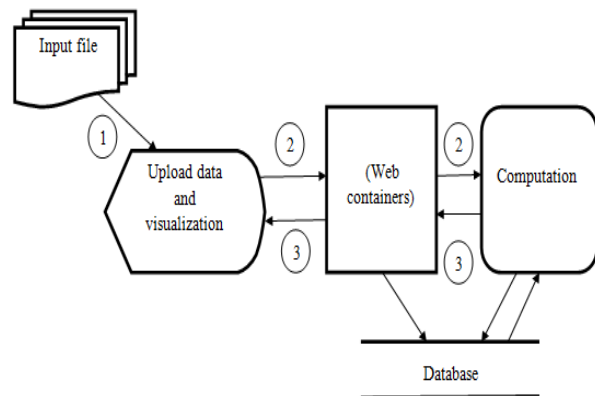 Input file
1
Upload data
and
visualization
2
3
(Web
containers)
2
3
Computation
Database